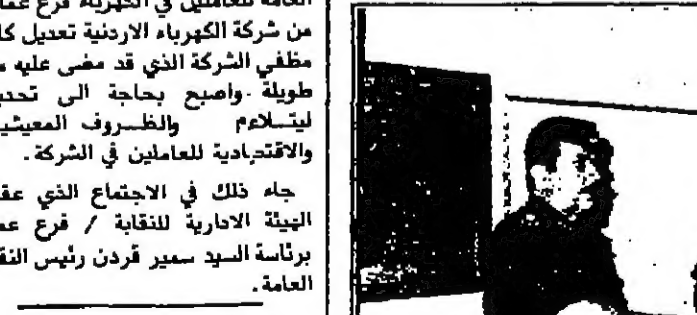 العامة للعاملين في الكهرباء فرع عما
من شركة الكهرباء الاردنية تعديل كا
مظفي الشركة الذي قد مضى عليه م
طويلة واصبح بحاجة الى تحدي
ليتلاءم والظروف المعيشي
والاقتصادية للعاملين في الشركة .
جاء ذلك في الاجتماع الذي عقد
الهيئة الادارية للنقابة / فرع عم
برئاسة السيد سمير قردن رئيس النق
العامة .